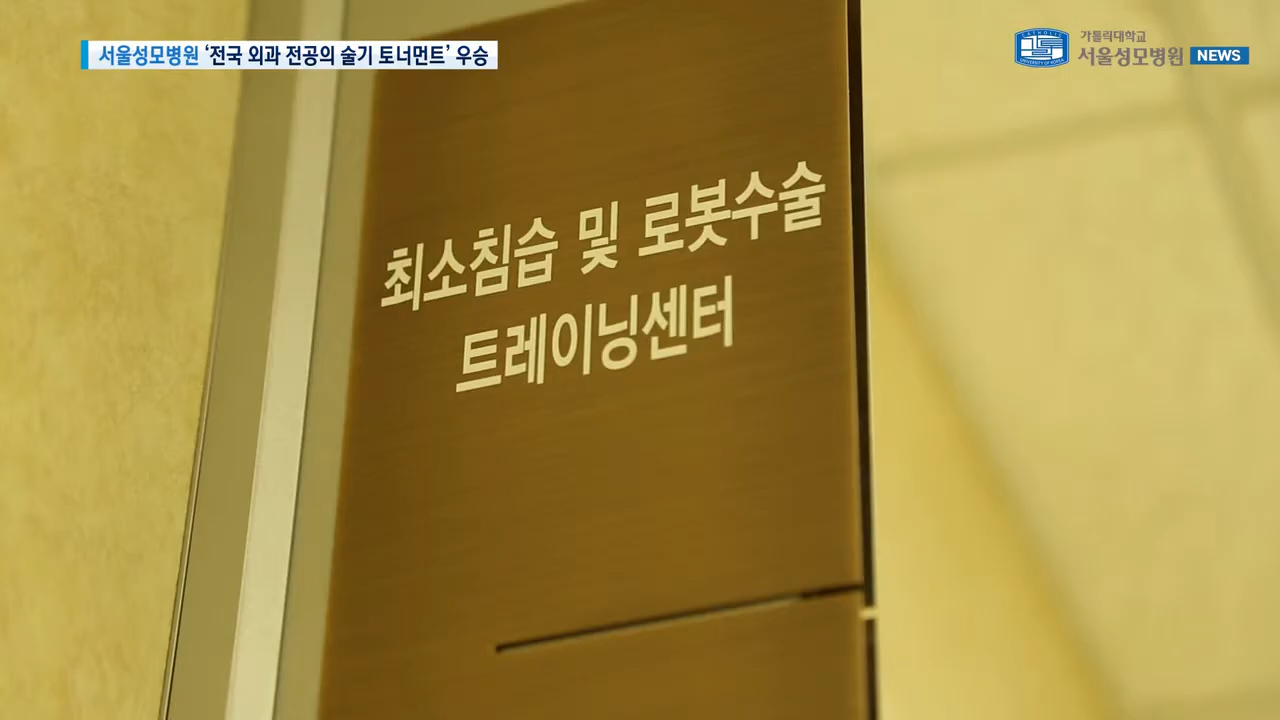 서울성모병원 ‘전국 외과 전공의 술기 토너먼트’ 우승
가톨릭대학교
서울성모병원 NEWS
최소침습 및 로봇수술
트레이닝센터